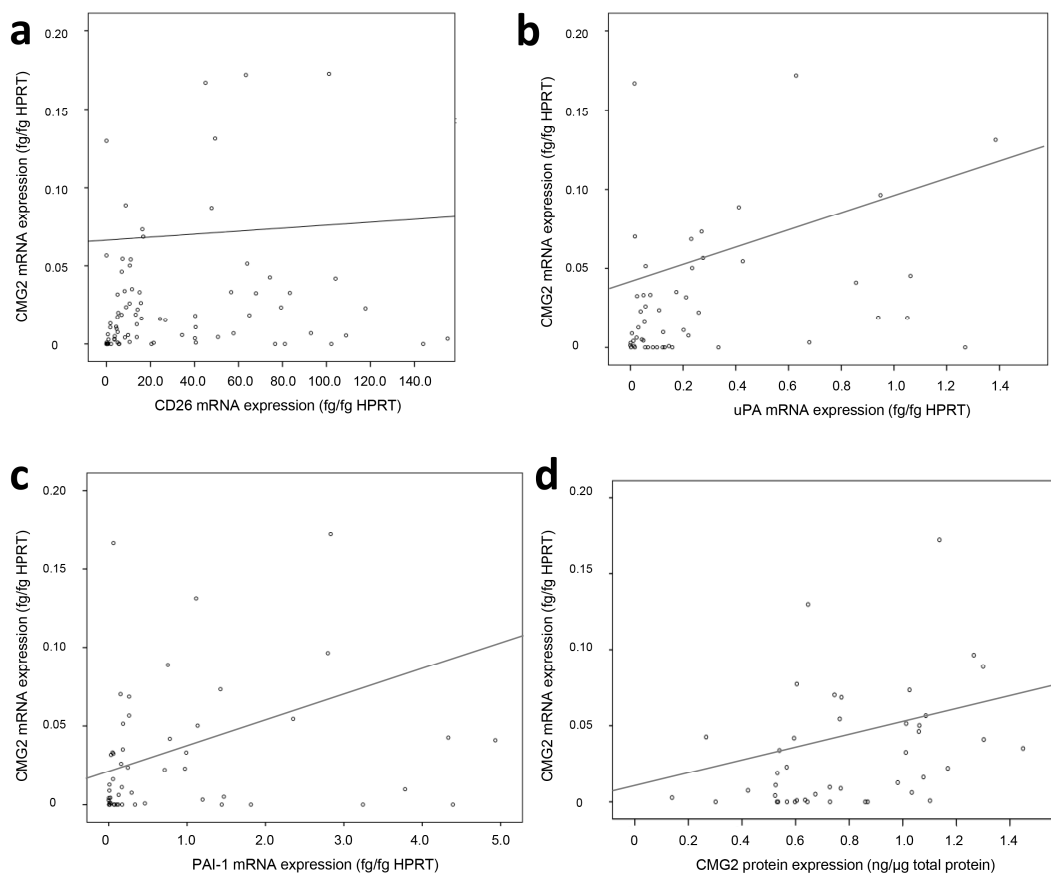 a
CMG2 mRNA expression (fg/fg HPRT)
0.20
0.15
0.10
0.05
0
0 20.0 40.0 60.0 80.0 100.0 120.0 140.0
CD26 mRNA expression (fg/fg HPRT)
b
CMG2 mRNA expression (fg/fg HPRT)
0.20
0.15
0.10
0.05
0
0 0.2 0.4 0.6 0.8 1.0 1.2 1.4
uPA mRNA expression (fg/fg HPRT)
c
CMG2 mRNA expression (fg/fg HPRT)
0.20
0.15
0.10
0.05
0
0 1.0 2.0 3.0 4.0 5.0
PAI-1 mRNA expression (fg/fg HPRT)
d
CMG2 mRNA expression (fg/fg HPRT)
0.20
0.15
0.10
0.05
0
0 0.2 0.4 0.6 0.8 1.0 1.2 1.4
CMG2 protein expression (ng/µg total protein)